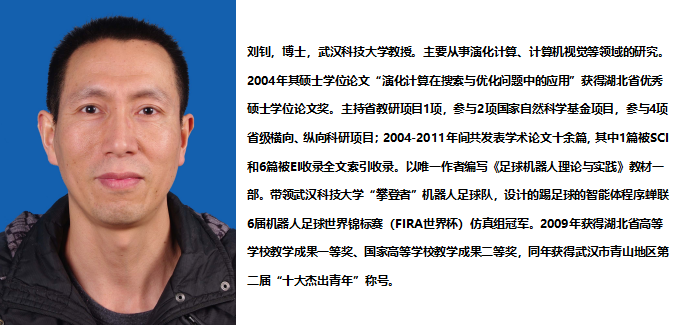 刘钊，博士，武汉科技大学教授。主要从事演化计算、计算机视觉等领域的研究。
2004年其硕士学位论文“演化计算在搜索与优化问题中的应用”获得湖北省优秀
硕士学位论文奖。主持省教研项目1项，参与2项国家自然科学基金项目，参与4项
省级横向、纵向科研项目；2004-2011年间共发表学术论文十余篇, 其中1篇被SCI
和6篇被EI收录全文索引收录。以唯一作者编写《足球机器人理论与实践》教材一
部。带领武汉科技大学“攀登者”机器人足球队，设计的踢足球的智能体程序蝉联
6届机器人足球世界锦标赛（FIRA世界杯）仿真组冠军。2009年获得湖北省高等
学校教学成果一等奖、国家高等学校教学成果二等奖，同年获得武汉市青山地区第
二届“十大杰出青年”称号。